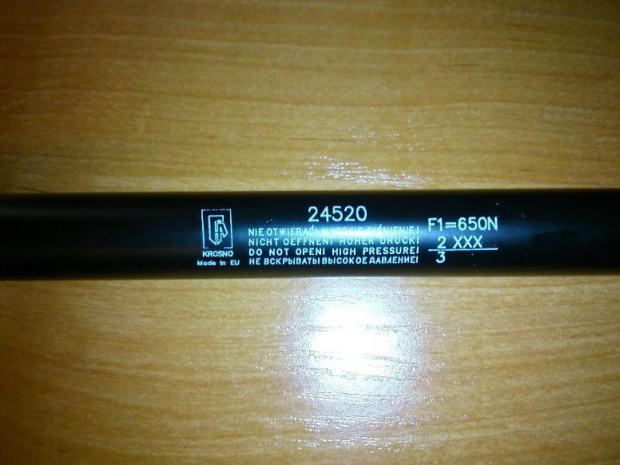 24520
NIE OTWIERAĆ! WYSOKIE CIŚNIENIE!
NICHT OEFFNEN! HOHER DRUCK!
DO NOT OPEN! HIGH PRESSURE!
НЕ ВСКРЫВАТЬ! ВЫСОКОЕ ДАВЛЕНИЕ!
KROSNO
Made in EU
F1=650N
2 XXX
3